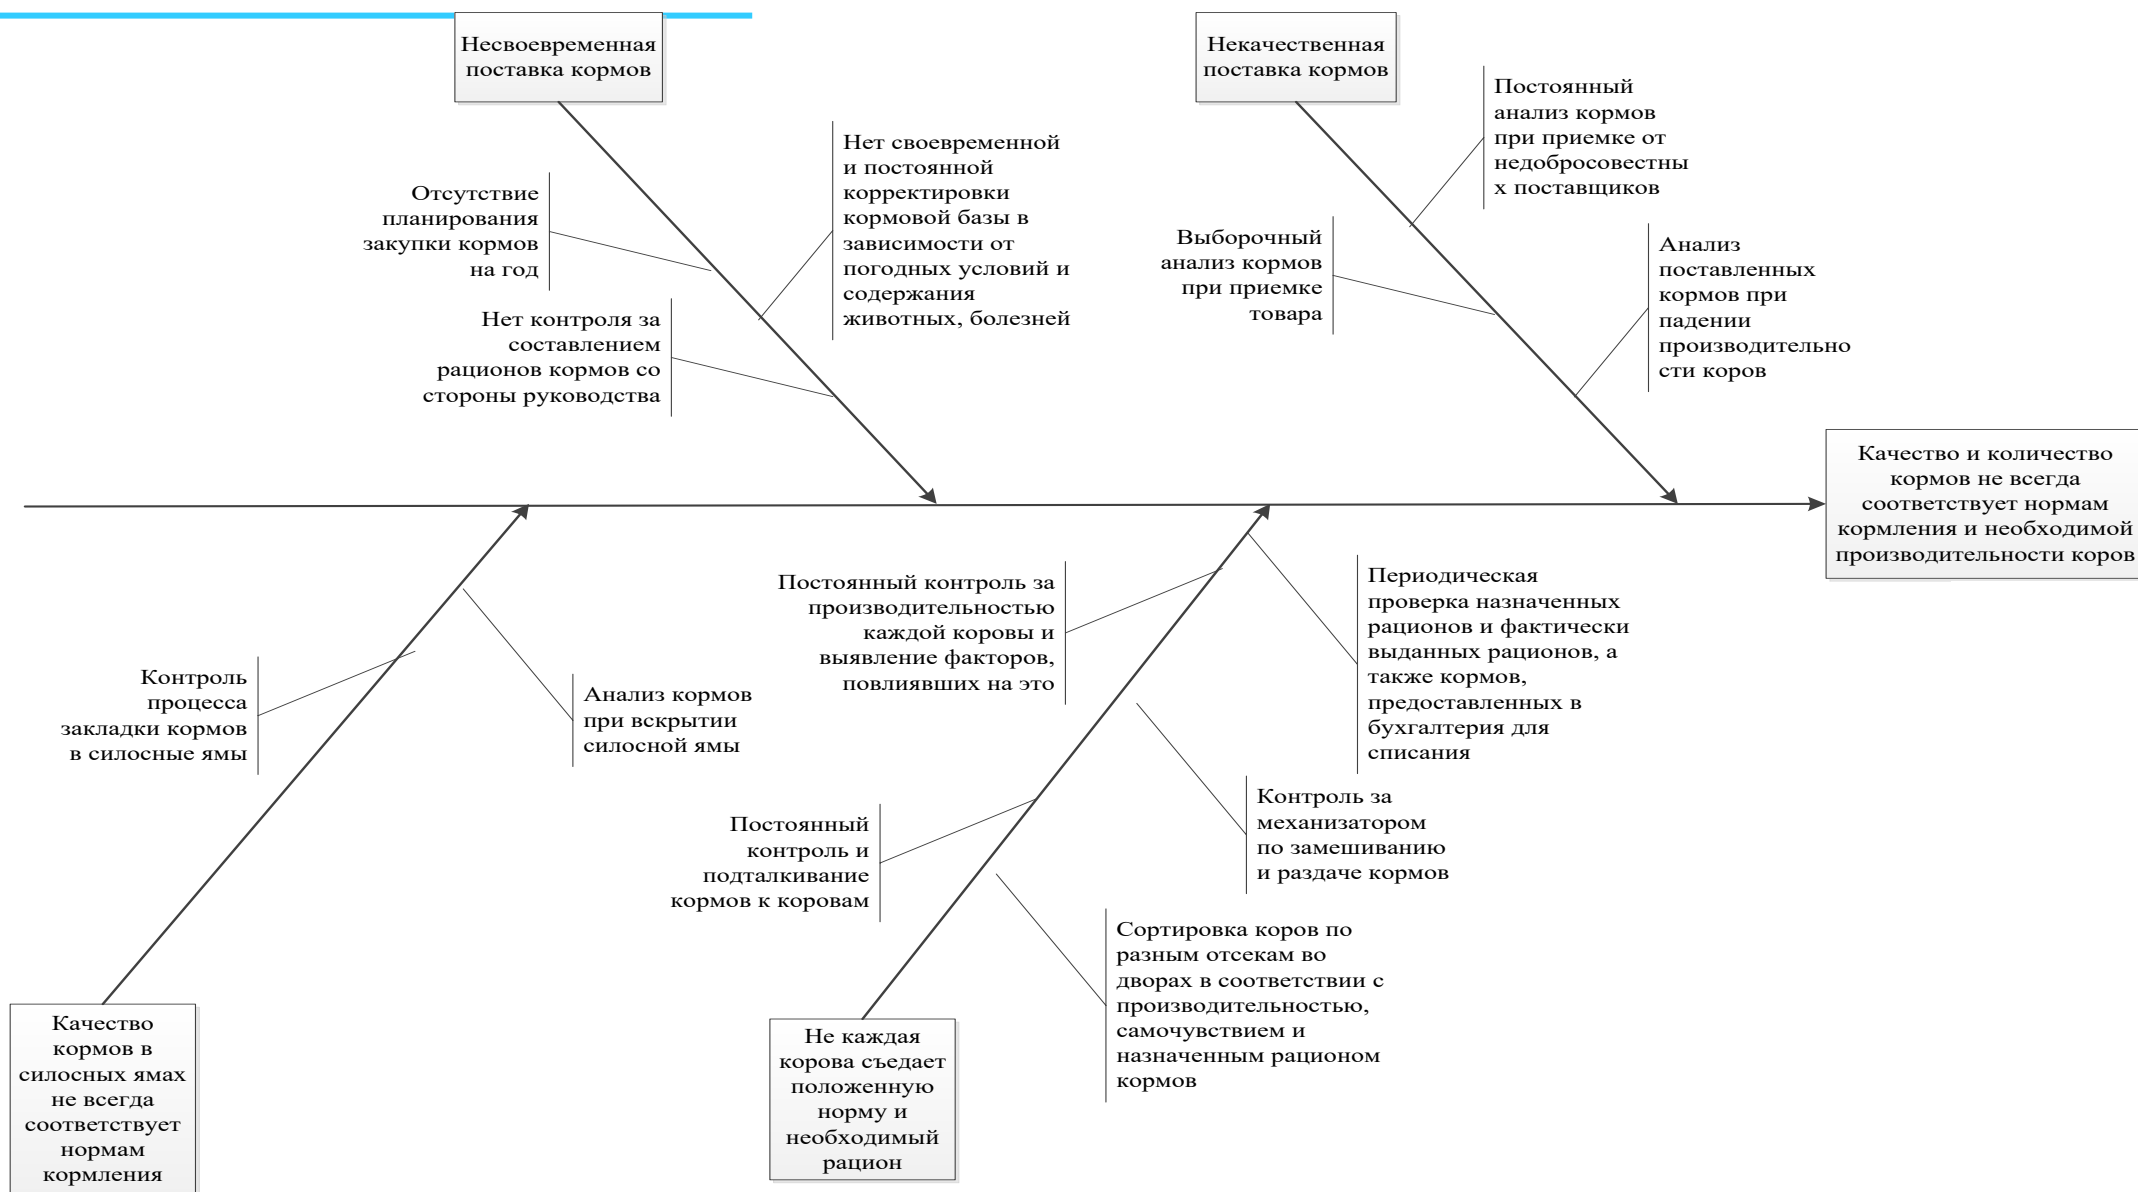 Несвоевременная
поставка кормов
Некачественная
поставка кормов
Постоянный
анализ кормов
при приемке от
недобросовестны
х поставщиков
Нет своевременной
и постоянной
корректировки
кормовой базы в
зависимости от
погодных условий и
содержания
животных, болезней
Отсутствие
планирования
закупки кормов
на год
Выборочный
анализ кормов
при приемке
товара
Анализ
поставленных
кормов при
падении
производительно
сти коров
Нет контроля за
составлением
рационов кормов со
стороны руководства
Качество и количество
кормов не всегда
соответствует нормам
кормления и необходимой
производительности коров
Постоянный контроль за
производительностью
каждой коровы и
выявление факторов,
повлиявших на это
Периодическая
проверка назначенных
рационов и фактически
выданных рационов, а
также кормов,
предоставленных в
бухгалтерия для
списания
Контроль
процесса
закладки кормов
в силосные ямы
Анализ кормов
при вскрытии
силосной ямы
Контроль за
механизатором
по замешиванию
и раздаче кормов
Постоянный
контроль и
подталкивание
кормов к коровам
Сортировка коров по
разным отсекам во
дворах в соответствии с
производительностью,
самочувствием и
назначенным рационом
кормов
Качество
кормов в
силосных ямах
не всегда
соответствует
нормам
кормления
Не каждая
корова съедает
положенную
норму и
необходимый
рацион